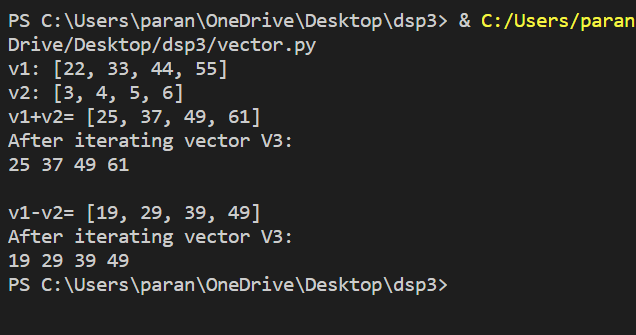 PS C:\Users\paran\OneDrive\Desktop\dsp3> & C:/Users/paran
Drive/Desktop/dsp3/vector.py
v1: [22, 33, 44, 55]
v2: [3, 4, 5, 6]
v1+v2= [25, 37, 49, 61]
After iterating vector V3:
25 37 49 61
v1-v2= [19, 29, 39, 49]
After iterating vector V3:
19 29 39 49
PS C:\Users\paran\OneDrive\Desktop\dsp3>